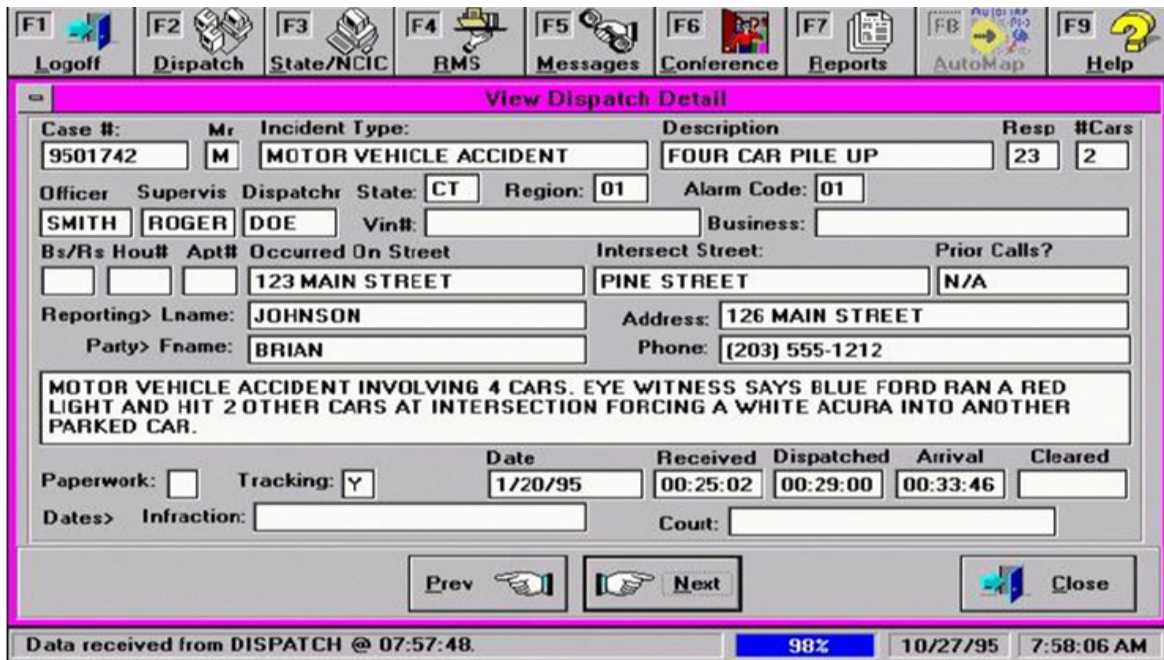 F1 F2 F3 F4 F5 F6 F7 F8 F9
Logoff Dispatch State/NCIC RMS Messages Conference Reports AutoMap Help
View Dispatch Detail
Case #: Mr Incident Type: Description Resp #Cars
9501742 M MOTOR VEHICLE ACCIDENT FOUR CAR PILE UP 23 2
Officer Supervis Dispatchr State: CT Region: 01 Alarm Code: 01
SMITH ROGER DOE Vin#: Business:
Bs/Rs Hou# Apt# Occurred On Street Intersect Street: Prior Calls?
123 MAIN STREET PINE STREET N/A
Reporting> Lname: JOHNSON Address: 126 MAIN STREET
Party> Fname: BRIAN Phone: (203) 555-1212
MOTOR VEHICLE ACCIDENT INVOLVING 4 CARS. EYE WITNESS SAYS BLUE FORD RAN A RED
LIGHT AND HIT 2 OTHER CARS AT INTERSECTION FORCING A WHITE ACURA INTO ANOTHER
PARKED CAR.
Date Received Dispatched Arrival Cleared
Paperwork: Tracking: Y 1/20/95 00:25:02 00:29:00 00:33:46
Dates> Infraction: Court:
Prev Next Close
Data received from DISPATCH @ 07:57:48. 98% 10/27/95 7:58:06 AM